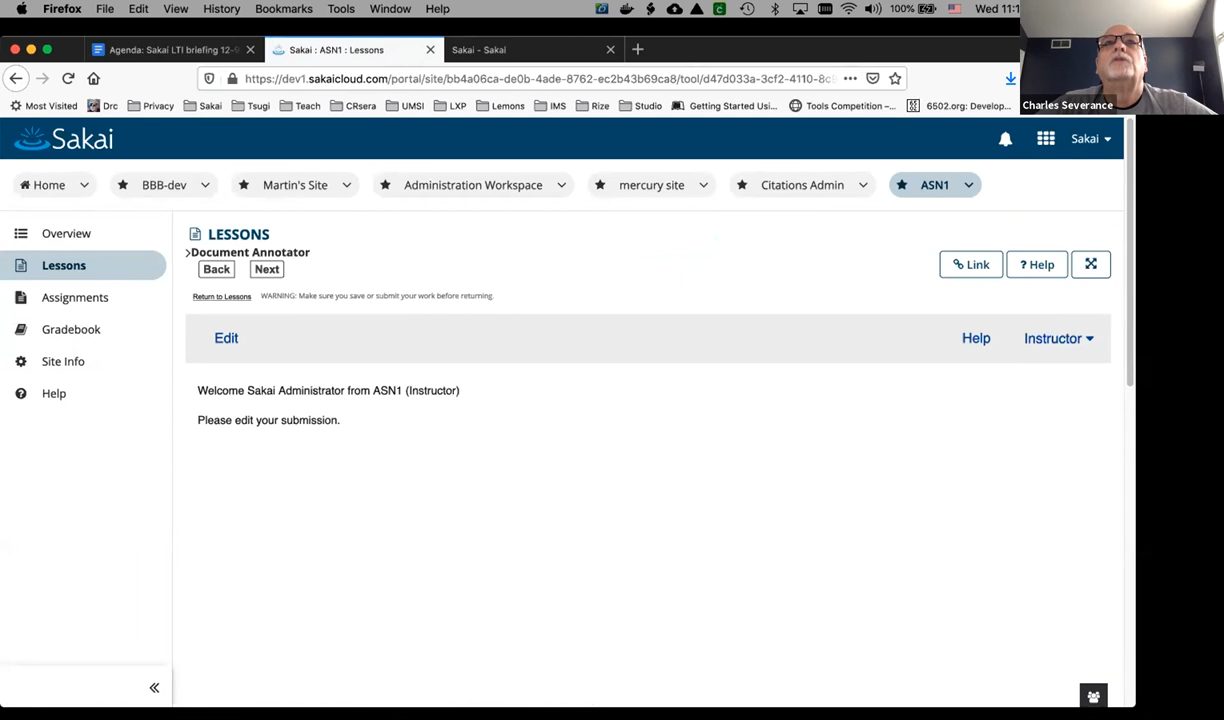 Firefox File Edit View History Bookmarks Tools Window Help 100% Wed 11:1
Agenda: Sakai LTI briefing 12-
Sakai : ASN1 : Lessons
Sakai - Sakai
https://dev1.sakaicloud.com/portal/site/bb4a06ca-de0b-4ade-8762-ec2b43b69ca8/tool/d47d033a-3cf2-4110-8c
Charles Severance
Most Visited Drc Privacy Sakai Tsugi Teach CRsera UMSI LXP Lemons IMS Rize Studio Getting Started Usi... Tools Competition –... 6502.org: Develop...
Sakai
Sakai
Home BBB-dev Martin's Site Administration Workspace mercury site Citations Admin ASN1
Overview
Lessons
Assignments
Gradebook
Site Info
Help
LESSONS
Document Annotator
Back Next
Link ? Help
Return to Lessons WARNING: Make sure you save or submit your work before returning.
Edit Help Instructor
Welcome Sakai Administrator from ASN1 (Instructor)
Please edit your submission.